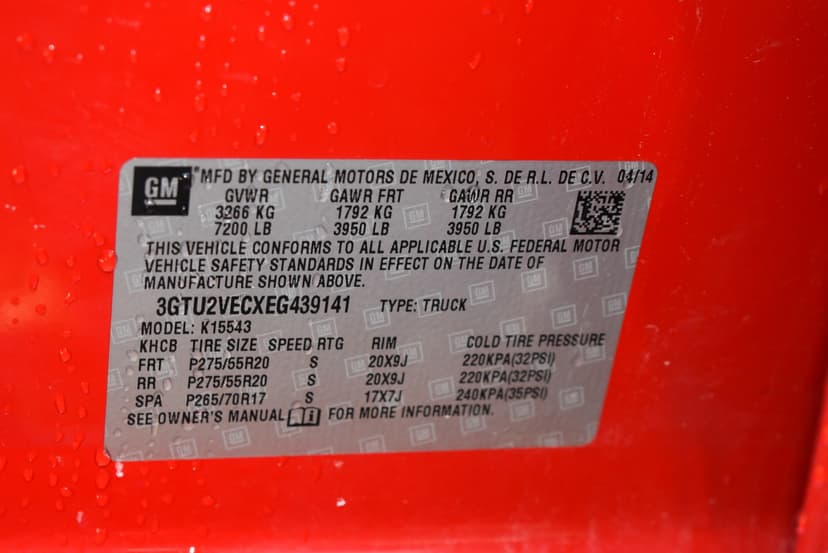 GM MFD BY GENERAL MOTORS DE MEXICO, S. DE R.L. DE C.V. 04/14
GVWR GAWR FRT GAWR RR
3266 KG 1792 KG 1792 KG
7200 LB 3950 LB 3950 LB
THIS VEHICLE CONFORMS TO ALL APPLICABLE U.S. FEDERAL MOTOR
VEHICLE SAFETY STANDARDS IN EFFECT ON THE DATE OF
MANUFACTURE SHOWN ABOVE.
3GTU2VECXEG439141 TYPE: TRUCK
MODEL: K15543
KHCB TIRE SIZE SPEED RTG RIM COLD TIRE PRESSURE
FRT P275/55R20 S 20X9J 220KPA(32PSI)
RR P275/55R20 S 20X9J 220KPA(32PSI)
SPA P265/70R17 S 17X7J 240KPA(35PSI)
SEE OWNER'S MANUAL FOR MORE INFORMATION.